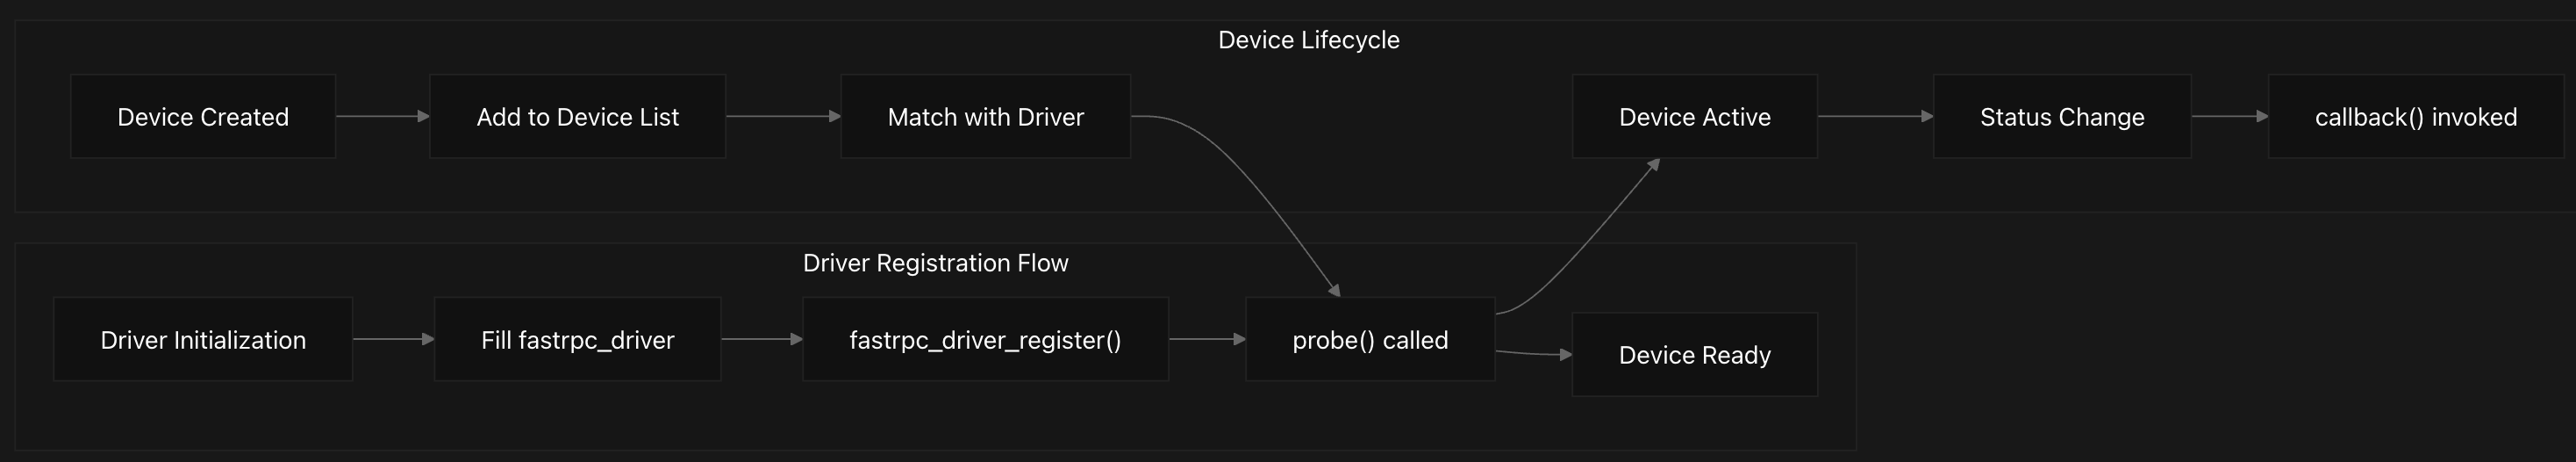 Device Lifecycle
Device Created
Add to Device List
Match with Driver
Device Active
Status Change
callback() invoked
Driver Registration Flow
Driver Initialization
Fill fastrpc_driver
fastrpc_driver_register()
probe() called
Device Ready